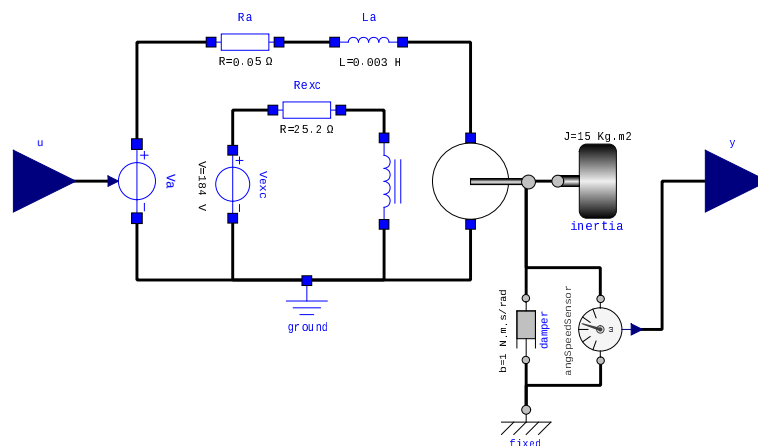 Ra
La
R=0.05 Ω
L=0.003 H
Rexc
R=25.2 Ω
J=15 Kg.m2
u
y
+
Va
−
V=184 V
+
Vexc
−
inertia
ground
b=1 N.m.s/rad
damper
angSpeedSensor
ω
fixed